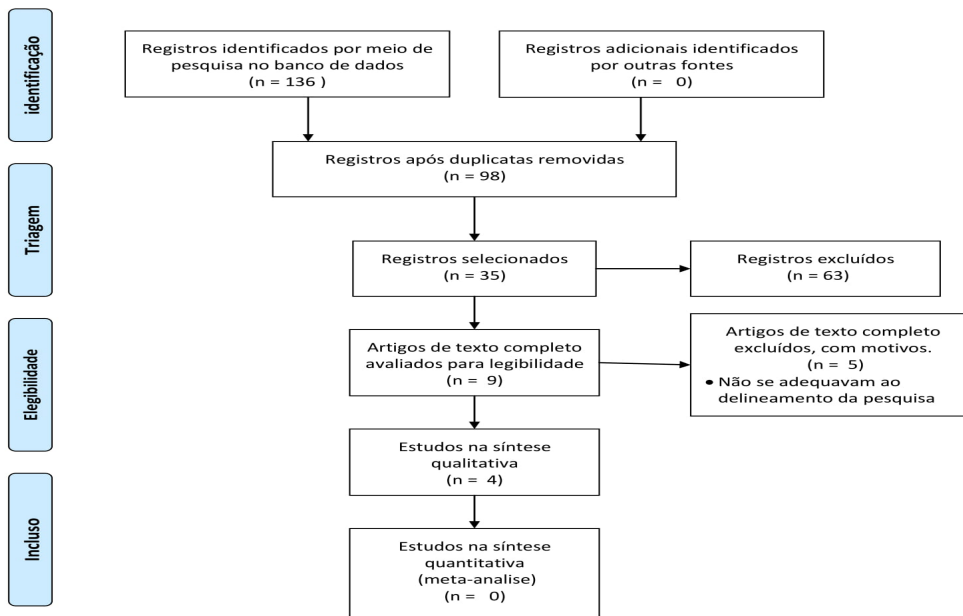 identificação
Registros identificados por meio de
pesquisa no banco de dados
(n = 136 )
Registros adicionais identificados
por outras fontes
(n = 0)
Registros após duplicatas removidas
(n = 98)
Triagem
Registros selecionados
(n = 35)
Registros excluídos
(n = 63)
Elegibilidade
Artigos de texto completo
avaliados para legibilidade
(n = 9)
Artigos de texto completo
excluídos, com motivos.
(n = 5)
• Não se adequavam ao
delineamento da pesquisa
Estudos na síntese
qualitativa
(n = 4)
Incluso
Estudos na síntese
quantitativa
(meta-analise)
(n = 0)